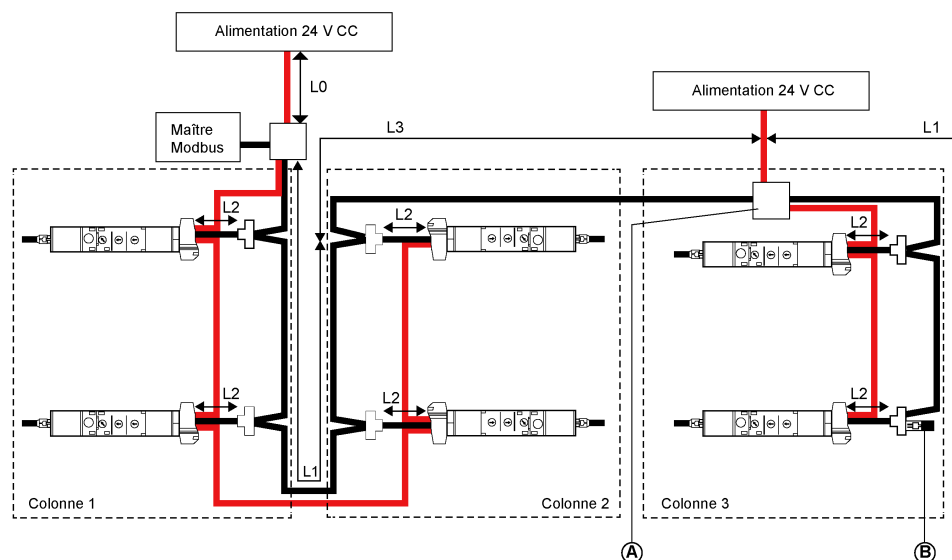 Alimentation 24 V CC
L0
Alimentation 24 V CC
Maître
Modbus
L3
L1
L2
L2
L2
L2
L2
L2
L1
Colonne 1
Colonne 2
Colonne 3
A
B